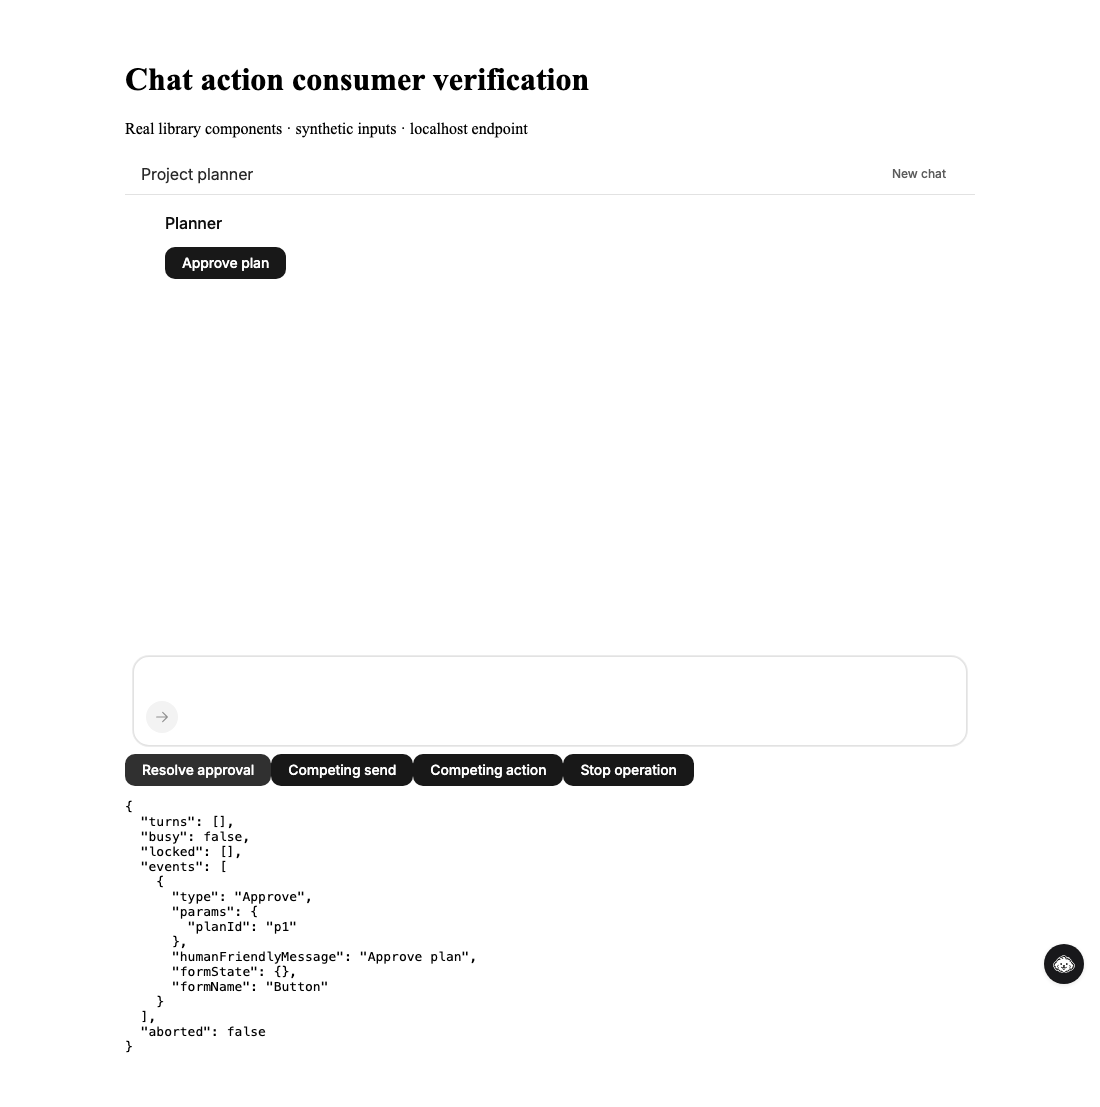 Chat action consumer verification
Real library components · synthetic inputs · localhost endpoint
Project planner
New chat
Planner
Approve plan
Resolve approval
Competing send
Competing action
Stop operation
{
  "turns": [],
  "busy": false,
  "locked": [],
  "events": [
    {
      "type": "Approve",
      "params": {
        "planId": "p1"
      },
      "humanFriendlyMessage": "Approve plan",
      "formState": {},
      "formName": "Button"
    }
  ],
  "aborted": false
}